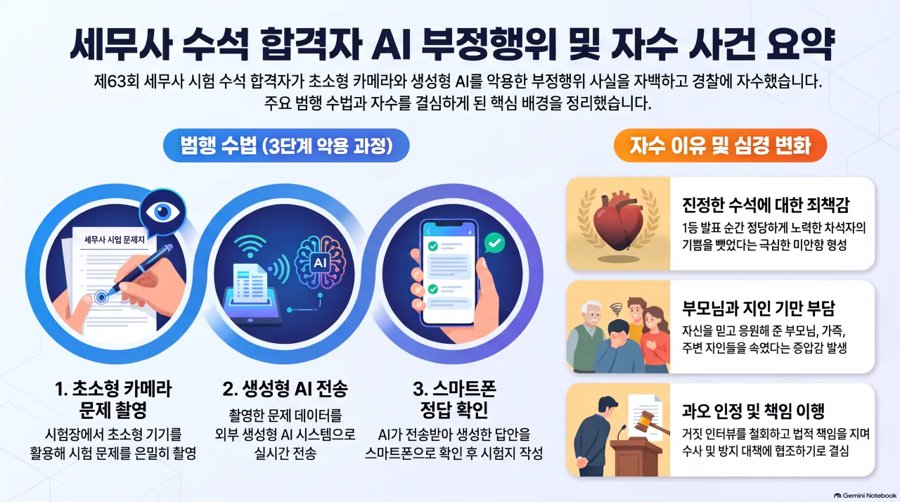 세무사 수석 합격자 AI 부정행위 및 자수 사건 요약
제63회 세무사 시험 수석 합격자가 초소형 카메라와 생성형 AI를 악용한 부정행위 사실을 자백하고 경찰에 자수했습니다.
주요 범행 수법과 자수를 결심하게 된 핵심 배경을 정리했습니다.
범행 수법 (3단계 악용 과정)
세무사 시험 문제지
AI
1. 초소형 카메라
문제 촬영
시험장에서 초소형 기기를
활용해 시험 문제를 은밀히 촬영
2. 생성형 AI 전송
촬영한 문제 데이터를
외부 생성형 AI 시스템으로
실시간 전송
3. 스마트폰
정답 확인
AI가 전송받아 생성한 답안을
스마트폰으로 확인 후 시험지 작성
자수 이유 및 심경 변화
진정한 수석에 대한 죄책감
1등 발표 순간 정당하게 노력한 차석자의
기쁨을 뺏었다는 극심한 미안함 형성
부모님과 지인 기만 부담
자신을 믿고 응원해 준 부모님, 가족,
주변 지인들을 속였다는 중압감 발생
과오 인정 및 책임 이행
거짓 인터뷰를 철회하고 법적 책임을 지며
수사 및 방지 대책에 협조하기로 결심
Gemini Notebook